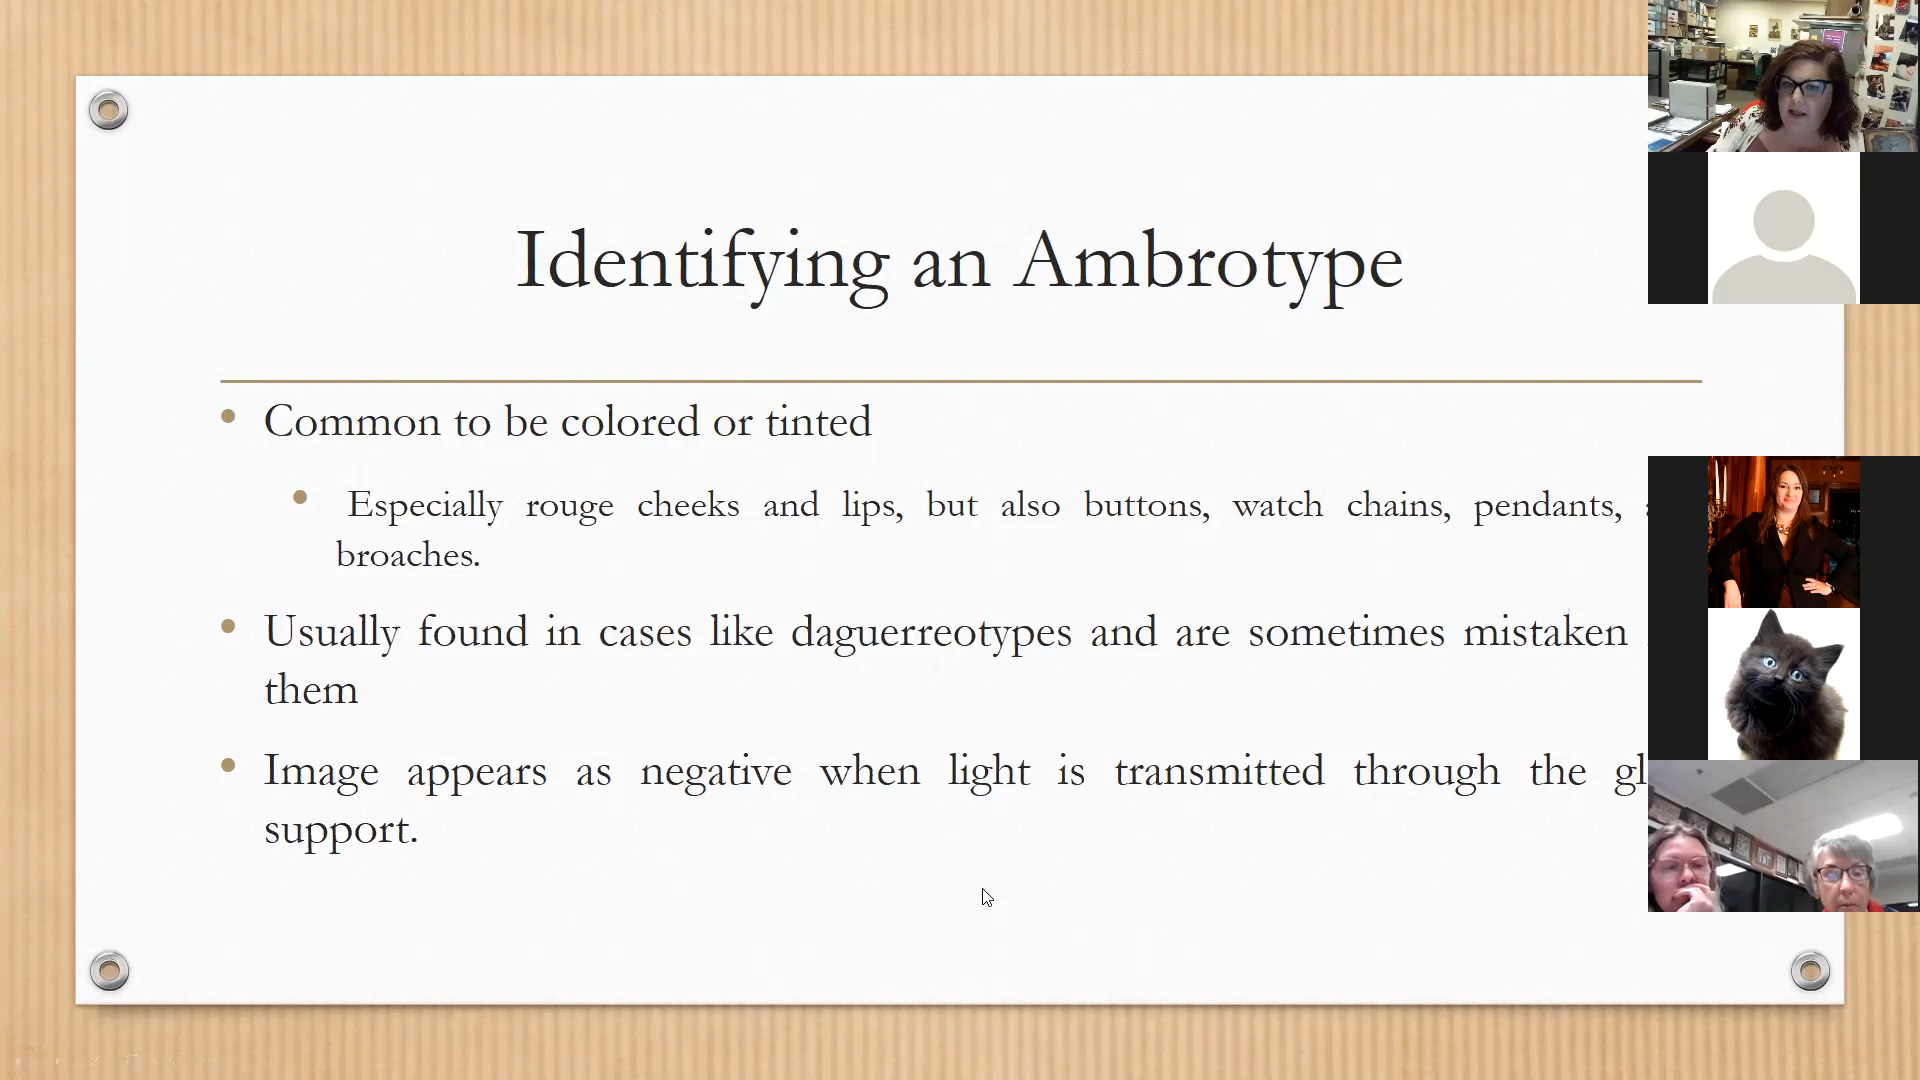 Identifying an Ambrotype
Common to be colored or tinted
Especially rouge cheeks and lips, but also buttons, watch chains, pendants,
broaches.
Usually found in cases like daguerreotypes and are sometimes mistaken
them
Image appears as negative when light is transmitted through the
support.